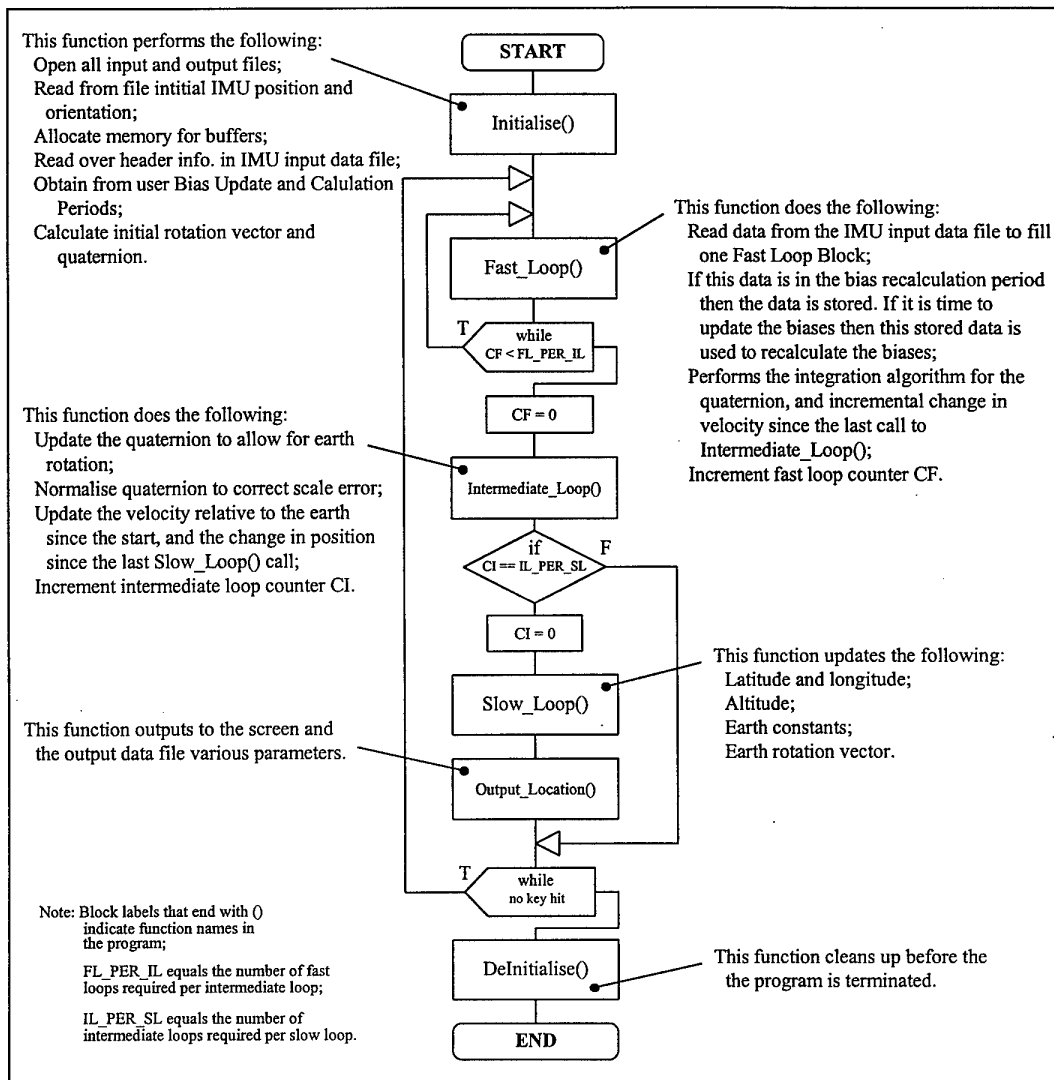 This function performs the following:
Open all input and output files;
Read from file intitial IMU position and
orientation;
Allocate memory for buffers;
Read over header info. in IMU input data file;
Obtain from user Bias Update and Calulation
Periods;
Calculate initial rotation vector and
quaternion.
START
Initialise()
This function does the following:
Read data from the IMU input data file to fill
one Fast Loop Block;
If this data is in the bias recalculation period
then the data is stored. If it is time to
update the biases then this stored data is
used to recalculate the biases;
Performs the integration algorithm for the
quaternion, and incremental change in
velocity since the last call to
Intermediate_Loop();
Increment fast loop counter CF.
Fast_Loop()
T
while
CF < FL_PER_IL
CF = 0
This function does the following:
Update the quaternion to allow for earth
rotation;
Normalise quaternion to correct scale error;
Update the velocity relative to the earth
since the start, and the change in position
since the last Slow_Loop() call;
Increment intermediate loop counter CI.
Intermediate_Loop()
if
F
CI == IL_PER_SL
CI = 0
This function updates the following:
Latitude and longitude;
Altitude;
Earth constants;
Earth rotation vector.
Slow_Loop()
This function outputs to the screen and
the output data file various parameters.
Output_Location()
T
while
no key hit
Note: Block labels that end with ()
indicate function names in
the program;
FL_PER_IL equals the number of fast
loops required per intermediate loop;
IL_PER_SL equals the number of
intermediate loops required per slow loop.
DeInitialise()
This function cleans up before the
the program is terminated.
END